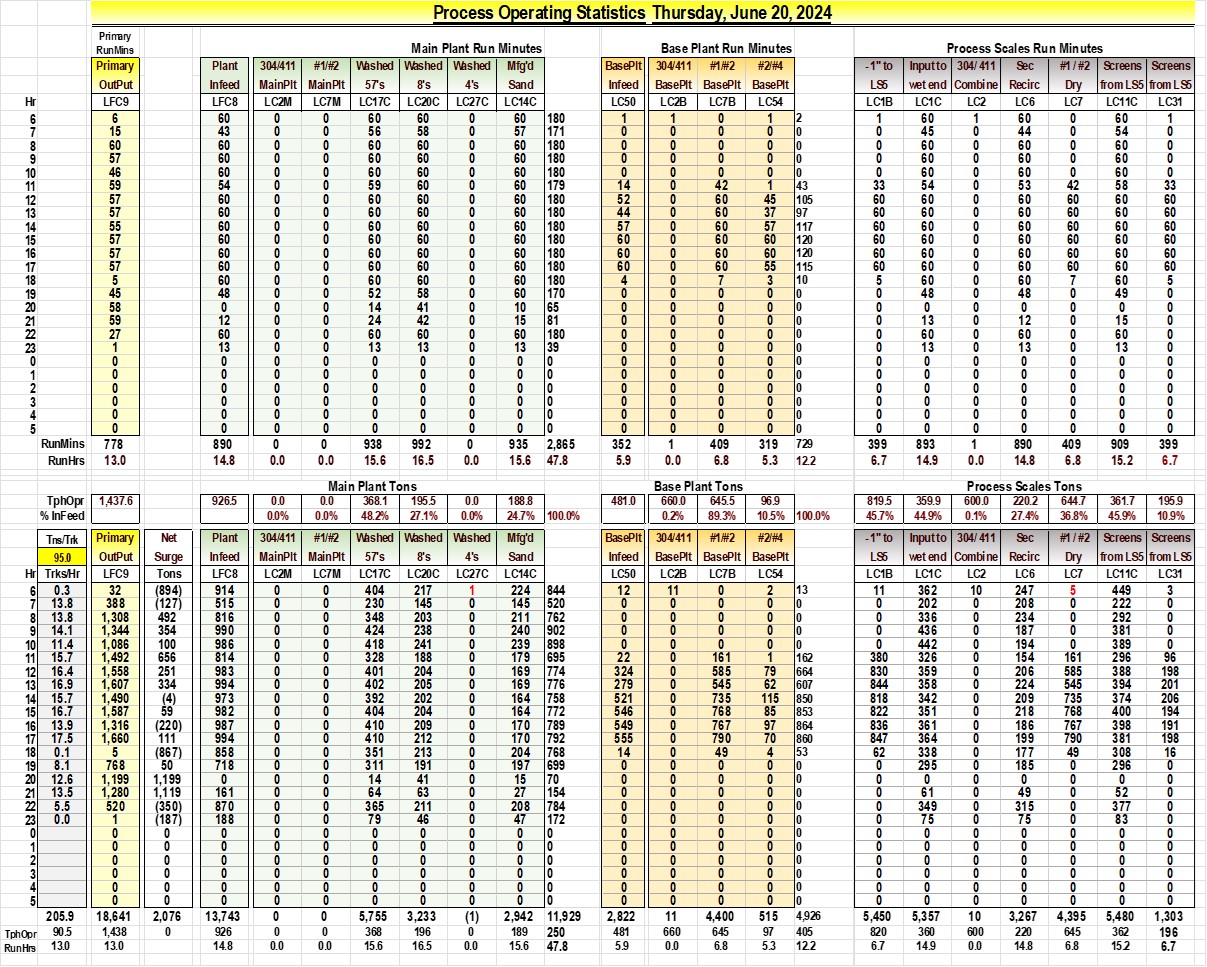 Process Operating Statistics Thursday, June 20, 2024
Primary
RunMins Main Plant Run Minutes Base Plant Run Minutes Process Scales Run Minutes
Primary Plant 304/411 #1/#2 Washed Washed Washed Mfg'd BasePlt 304/411 #1/#2 #2/#4 - 1" to Input to 304/ 411 Sec #1 / #2 Screens Screens
OutPut Infeed MainPlt MainPlt 57's 8's 4's Sand Infeed BasePlt BasePlt BasePlt LS5 wet end Combine Recirc Dry from LS5 from LS5
Hr LFC9 LFC8 LC2M LC7M LC17C LC20C LC27C LC14C LC50 LC2B LC7B LC54 LC1B LC1C LC2 LC6 LC7 LC11C LC31
6 6 60 0 0 60 60 0 60 180 1 1 0 1 2 1 60 1 60 0 60 1
7 15 43 0 0 56 58 0 57 171 0 0 0 0 0 0 45 0 44 0 54 0
8 60 60 0 0 60 60 0 60 180 0 0 0 0 0 0 60 0 60 0 60 0
9 57 60 0 0 60 60 0 60 180 0 0 0 0 0 0 60 0 60 0 60 0
10 46 60 0 0 60 60 0 60 180 0 0 0 0 0 0 60 0 60 0 60 0
11 59 54 0 0 59 60 0 60 179 14 0 42 1 43 33 54 0 53 42 58 33
12 57 60 0 0 60 60 0 60 180 52 0 60 45 105 60 60 0 60 60 60 60
13 57 60 0 0 60 60 0 60 180 44 0 60 37 97 60 60 0 60 60 60 60
14 55 60 0 0 60 60 0 60 180 57 0 60 57 117 60 60 0 60 60 60 60
15 57 60 0 0 60 60 0 60 180 60 0 60 60 120 60 60 0 60 60 60 60
16 57 60 0 0 60 60 0 60 180 60 0 60 60 120 60 60 0 60 60 60 60
17 57 60 0 0 60 60 0 60 180 60 0 60 55 115 60 60 0 60 60 60 60
18 5 60 0 0 60 60 0 60 180 4 0 7 3 10 5 60 0 60 7 60 5
19 45 48 0 0 52 58 0 60 170 0 0 0 0 0 0 48 0 48 0 49 0
20 58 0 0 0 14 41 0 10 65 0 0 0 0 0 0 0 0 0 0 0 0
21 59 12 0 0 24 42 0 15 81 0 0 0 0 0 0 13 0 12 0 15 0
22 27 60 0 0 60 60 0 60 180 0 0 0 0 0 0 60 0 60 0 60 0
23 1 13 0 0 13 13 0 13 39 0 0 0 0 0 0 13 0 13 0 13 0
0 0 0 0 0 0 0 0 0 0 0 0 0 0 0 0 0 0 0 0 0 0
1 0 0 0 0 0 0 0 0 0 0 0 0 0 0 0 0 0 0 0 0 0
2 0 0 0 0 0 0 0 0 0 0 0 0 0 0 0 0 0 0 0 0 0
3 0 0 0 0 0 0 0 0 0 0 0 0 0 0 0 0 0 0 0 0 0
4 0 0 0 0 0 0 0 0 0 0 0 0 0 0 0 0 0 0 0 0 0
5 0 0 0 0 0 0 0 0 0 0 0 0 0 0 0 0 0 0 0 0 0
RunMins 778 890 0 0 938 992 0 935 2,865 352 1 409 319 729 399 893 1 890 409 909 399
RunHrs 13.0 14.8 0.0 0.0 15.6 16.5 0.0 15.6 47.8 5.9 0.0 6.8 5.3 12.2 6.7 14.9 0.0 14.8 6.8 15.2 6.7
Main Plant Tons Base Plant Tons Process Scales Tons
TphOpr 1,437.6 926.5 0.0 0.0 368.1 195.5 0.0 188.8 481.0 660.0 645.5 96.9 819.5 359.9 600.0 220.2 644.7 361.7 195.9
% InFeed 0.0% 0.0% 48.2% 27.1% 0.0% 24.7% 100.0% 0.2% 89.3% 10.5% 100.0% 45.7% 44.9% 0.1% 27.4% 36.8% 45.9% 10.9%
Tns/Trk Primary Net Plant 304/411 #1/#2 Washed Washed Washed Mfg'd BasePlt 304/411 #1/#2 #2/#4 - 1" to Input to 304/ 411 Sec #1 / #2 Screens Screens
95.0 OutPut Surge Infeed MainPlt MainPlt 57's 8's 4's Sand Infeed BasePlt BasePlt BasePlt LS5 wet end Combine Recirc Dry from LS5 from LS5
Hr Trks/Hr LFC9 Tons LFC8 LC2M LC7M LC17C LC20C LC27C LC14C LC50 LC2B LC7B LC54 LC1B LC1C LC2 LC6 LC7 LC11C LC31
6 0.3 32 (894) 914 0 0 404 217 1 224 844 12 11 0 2 13 11 362 10 247 5 449 3
7 13.8 388 (127) 515 0 0 230 145 0 145 520 0 0 0 0 0 0 202 0 208 0 222 0
8 13.8 1,308 492 816 0 0 348 203 0 211 762 0 0 0 0 0 0 336 0 234 0 292 0
9 14.1 1,344 354 990 0 0 424 238 0 240 902 0 0 0 0 0 0 436 0 187 0 381 0
10 11.4 1,086 100 986 0 0 418 241 0 239 898 0 0 0 0 0 0 442 0 194 0 389 0
11 15.7 1,492 656 814 0 0 328 188 0 179 695 22 0 161 1 162 380 326 0 154 161 296 96
12 16.4 1,558 251 983 0 0 401 204 0 169 774 324 0 585 79 664 830 359 0 206 585 388 198
13 16.9 1,607 334 994 0 0 402 205 0 169 776 279 0 545 62 607 844 358 0 224 545 394 201
14 15.7 1,490 (4) 973 0 0 392 202 0 164 758 521 0 735 115 850 818 342 0 209 735 374 206
15 16.7 1,587 59 982 0 0 404 204 0 164 772 546 0 768 85 853 822 351 0 218 768 400 194
16 13.9 1,316 (220) 987 0 0 410 209 0 170 789 549 0 767 97 864 836 361 0 186 767 398 191
17 17.5 1,660 111 994 0 0 410 212 0 170 792 555 0 790 70 860 847 364 0 199 790 381 198
18 0.1 5 (867) 858 0 0 351 213 0 204 768 14 0 49 4 53 62 338 0 177 49 308 16
19 8.1 768 50 718 0 0 311 191 0 197 699 0 0 0 0 0 0 295 0 185 0 296 0
20 12.6 1,199 1,199 0 0 0 14 41 0 15 70 0 0 0 0 0 0 0 0 0 0 0 0
21 13.5 1,280 1,119 161 0 0 64 63 0 27 154 0 0 0 0 0 0 61 0 49 0 52 0
22 5.5 520 (350) 870 0 0 365 211 0 208 784 0 0 0 0 0 0 349 0 315 0 377 0
23 0.0 1 (187) 188 0 0 79 46 0 47 172 0 0 0 0 0 0 75 0 75 0 83 0
0 0 0 0 0 0 0 0 0 0 0 0 0 0 0 0 0 0 0 0 0 0 0
1 0 0 0 0 0 0 0 0 0 0 0 0 0 0 0 0 0 0 0 0 0 0
2 0 0 0 0 0 0 0 0 0 0 0 0 0 0 0 0 0 0 0 0 0 0
3 0 0 0 0 0 0 0 0 0 0 0 0 0 0 0 0 0 0 0 0 0 0
4 0 0 0 0 0 0 0 0 0 0 0 0 0 0 0 0 0 0 0 0 0 0
5 0 0 0 0 0 0 0 0 0 0 0 0 0 0 0 0 0 0 0 0 0 0
205.9 18,641 2,076 13,743 0 0 5,755 3,233 (1) 2,942 11,929 2,822 11 4,400 515 4,926 5,450 5,357 10 3,267 4,395 5,480 1,303
TphOpr 90.5 1,438 0 926 0 0 368 196 0 189 250 481 660 645 97 405 820 360 600 220 645 362 196
RunHrs 13.0 13.0 14.8 0.0 0.0 15.6 16.5 0.0 15.6 47.8 5.9 0.0 6.8 5.3 12.2 6.7 14.9 0.0 14.8 6.8 15.2 6.7